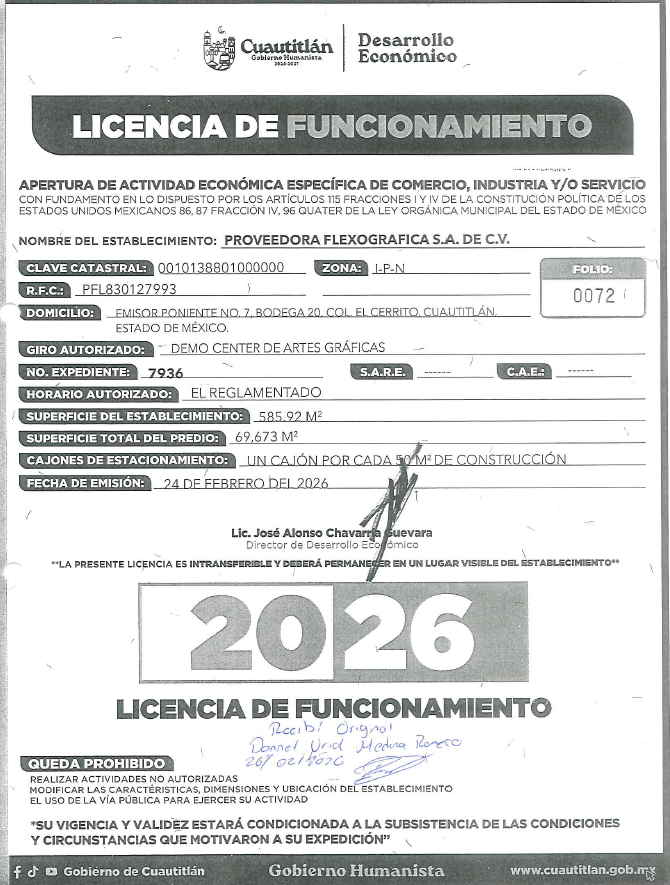 Cuautitlán
Gobierno Humanista
2025-2027
Desarrollo
Económico
LICENCIA DE FUNCIONAMIENTO
APERTURA DE ACTIVIDAD ECONÓMICA ESPECÍFICA DE COMERCIO, INDUSTRIA Y/O SERVICIO
CON FUNDAMENTO EN LO DISPUESTO POR LOS ARTÍCULOS 115 FRACCIONES I Y IV DE LA CONSTITUCIÓN POLÍTICA DE LOS
ESTADOS UNIDOS MEXICANOS 86, 87 FRACCIÓN IV, 96 QUATER DE LA LEY ORGÁNICA MUNICIPAL DEL ESTADO DE MÉXICO
NOMBRE DEL ESTABLECIMIENTO: PROVEEDORA FLEXOGRAFICA S.A. DE C.V.
CLAVE CATASTRAL: 0010138801000000 ZONA: I-P-N
FOLIO:
R.F.C.: PFL830127993
0072
DOMICILIO: EMISOR PONIENTE NO. 7, BODEGA 20, COL. EL CERRITO, CUAUTITLÁN,
ESTADO DE MÉXICO.
GIRO AUTORIZADO: DEMO CENTER DE ARTES GRÁFICAS
NO. EXPEDIENTE: 7936 S.A.R.E. ------ C.A.E.: ------
HORARIO AUTORIZADO: EL REGLAMENTADO
SUPERFICIE DEL ESTABLECIMIENTO: 585.92 M²
SUPERFICIE TOTAL DEL PREDIO: 69,673 M²
CAJONES DE ESTACIONAMIENTO: UN CAJÓN POR CADA 50 M² DE CONSTRUCCIÓN
FECHA DE EMISIÓN: 24 DE FEBRERO DEL 2026
Lic. José Alonso Chavarría Guevara
Director de Desarrollo Económico
**LA PRESENTE LICENCIA ES INTRANSFERIBLE Y DEBERÁ PERMANECER EN UN LUGAR VISIBLE DEL ESTABLECIMIENTO**
2026
LICENCIA DE FUNCIONAMIENTO
Recibí Original
Uriel Medina Romero
26/02/2026
QUEDA PROHIBIDO
REALIZAR ACTIVIDADES NO AUTORIZADAS
MODIFICAR LAS CARACTERÍSTICAS, DIMENSIONES Y UBICACIÓN DEL ESTABLECIMIENTO
EL USO DE LA VÍA PÚBLICA PARA EJERCER SU ACTIVIDAD
*SU VIGENCIA Y VALIDEZ ESTARÁ CONDICIONADA A LA SUBSISTENCIA DE LAS CONDICIONES
Y CIRCUNSTANCIAS QUE MOTIVARON A SU EXPEDICIÓN"
Gobierno de Cuautitlán
Gobierno Humanista
www.cuautitlan.gob.mx